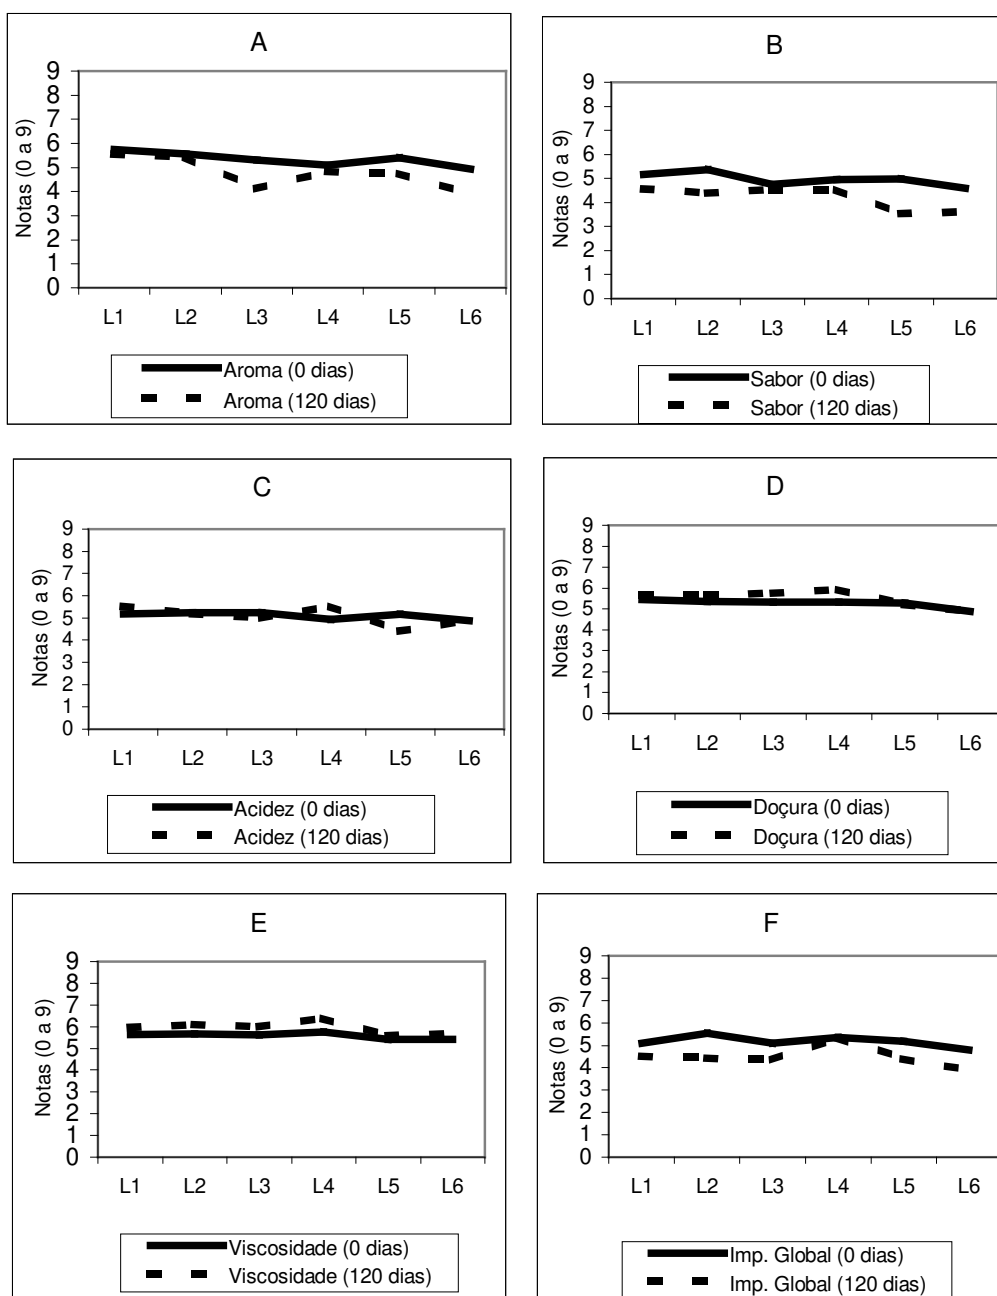 A
Notas (0 a 9)
9
8
7
6
5
4
3
2
1
0
L1 L2 L3 L4 L5 L6
Aroma (0 dias)
Aroma (120 dias)
B
Notas (0 a 9)
9
8
7
6
5
4
3
2
1
0
L1 L2 L3 L4 L5 L6
Sabor (0 dias)
Sabor (120 dias)
C
Notas (0 a 9)
9
8
7
6
5
4
3
2
1
0
L1 L2 L3 L4 L5 L6
Acidez (0 dias)
Acidez (120 dias)
D
Notas (0 a 9)
9
8
7
6
5
4
3
2
1
0
L1 L2 L3 L4 L5 L6
Doçura (0 dias)
Doçura (120 dias)
E
Notas (0 a 9)
9
8
7
6
5
4
3
2
1
0
L1 L2 L3 L4 L5 L6
Viscosidade (0 dias)
Viscosidade (120 dias)
F
Notas (0 a 9)
9
8
7
6
5
4
3
2
1
0
L1 L2 L3 L4 L5 L6
Imp. Global (0 dias)
Imp. Global (120 dias)